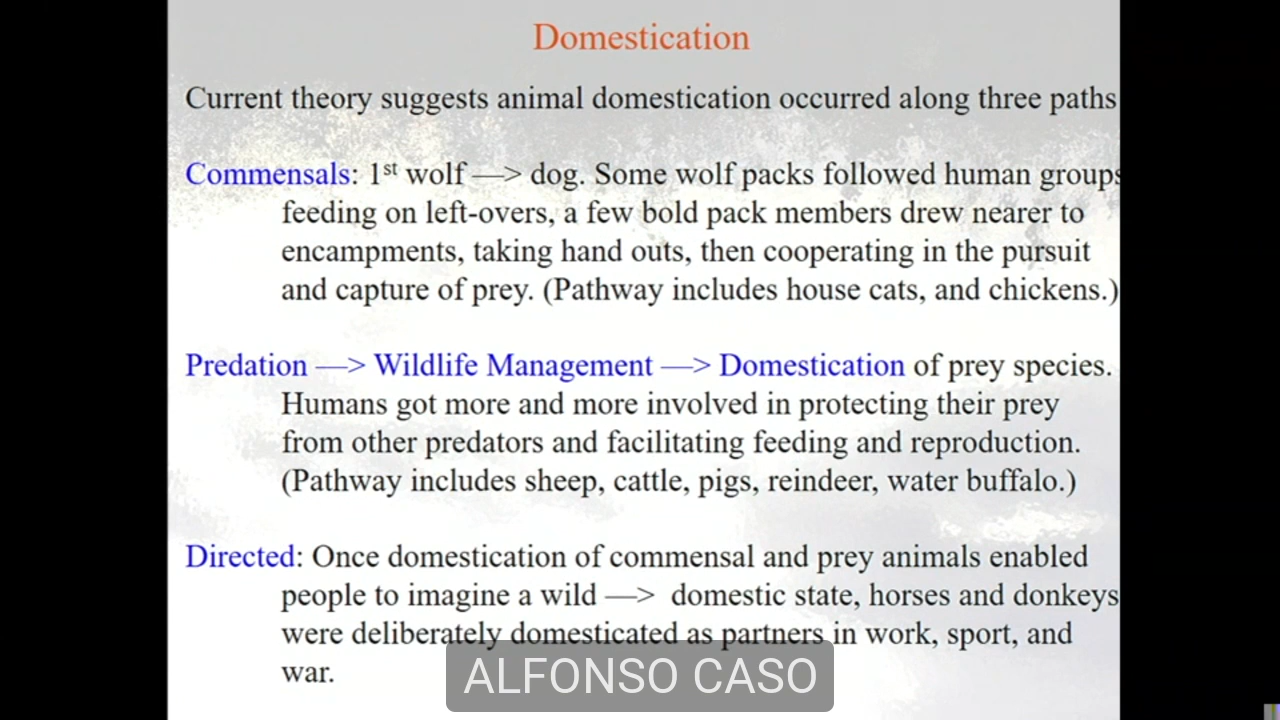 Domestication
Current theory suggests animal domestication occurred along three paths
Commensals: 1st wolf —> dog. Some wolf packs followed human groups
feeding on left-overs, a few bold pack members drew nearer to
encampments, taking hand outs, then cooperating in the pursuit
and capture of prey. (Pathway includes house cats, and chickens.)
Predation —> Wildlife Management —> Domestication of prey species.
Humans got more and more involved in protecting their prey
from other predators and facilitating feeding and reproduction.
(Pathway includes sheep, cattle, pigs, reindeer, water buffalo.)
Directed: Once domestication of commensal and prey animals enabled
people to imagine a wild —> domestic state, horses and donkeys
were deliberately domesticated as partners in work, sport, and
war.
ALFONSO CASO